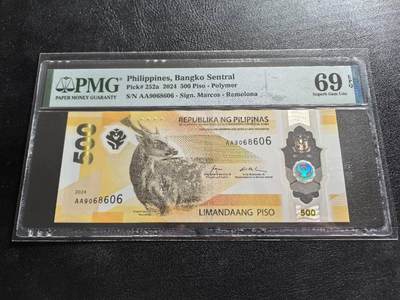 PMG
PAPER MONEY GUARANTY
Philippines, Bangko Sentral
Pick# 252a 2024 500 Piso - Polymer
S/N AA9068606 - Sign. Marcos - Remolona
69 EPQ
Superb Gem Unc
500
REPUBLIKA NG PILIPINAS
AA9068606
2024
AA9068606
LIMANDAANG PISO
500